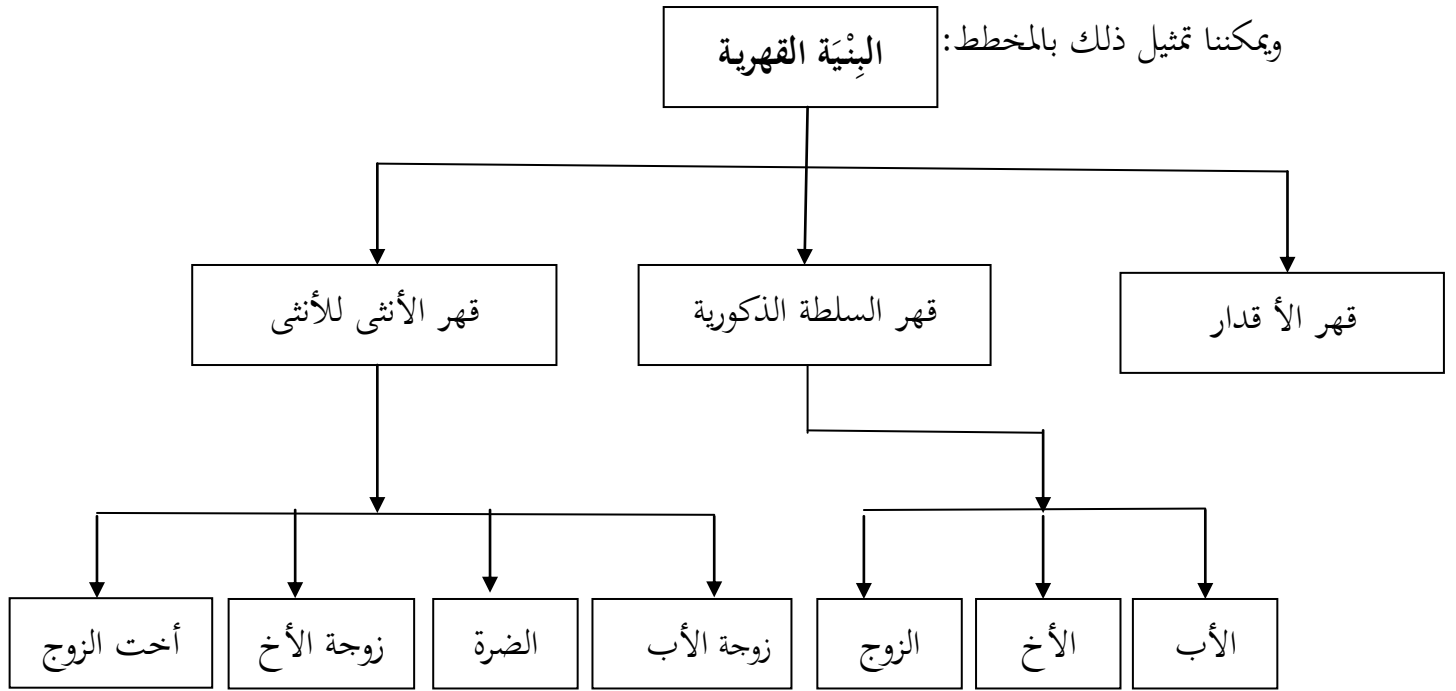 ويمكننا تمثيل ذلك بالمخطط:
البِنْيَة القهرية
قهر الأ قدار
قهر السلطة الذكورية
قهر الأنثى للأنثى
الأب
الأخ
الزوج
زوجة الأب
الضرة
زوجة الأخ
أخت الزوج